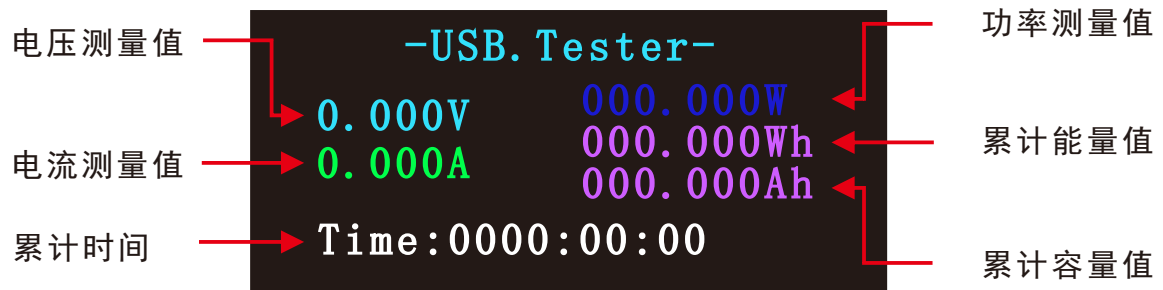 电压测量值
电流测量值
累计时间
-USB.Tester-
0.000V
0.000A
000.000W
000.000Wh
000.000Ah
Time:0000:00:00
功率测量值
累计能量值
累计容量值